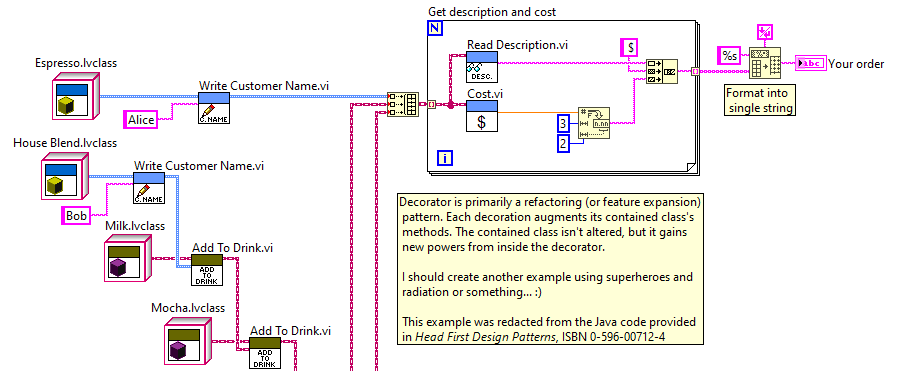 Get description and cost
N
Read Description.vi
DESC.
$
%s
abc
Your order
Espresso.lvclass
Write Customer Name.vi
Alice
C.NAME
Cost.vi
$
3
2
i
Format into
single string
House Blend.lvclass
Write Customer Name.vi
Bob
C.NAME
Milk.lvclass
Add To Drink.vi
ADD
TO
DRINK
Mocha.lvclass
Add To Drink.vi
ADD
TO
DRINK
Decorator is primarily a refactoring (or feature expansion)
pattern. Each decoration augments its contained class's
methods. The contained class isn't altered, but it gains
new powers from inside the decorator.
I should create another example using superheroes and
radiation or something... :)
This example was redacted from the Java code provided
in Head First Design Patterns, ISBN 0-596-00712-4